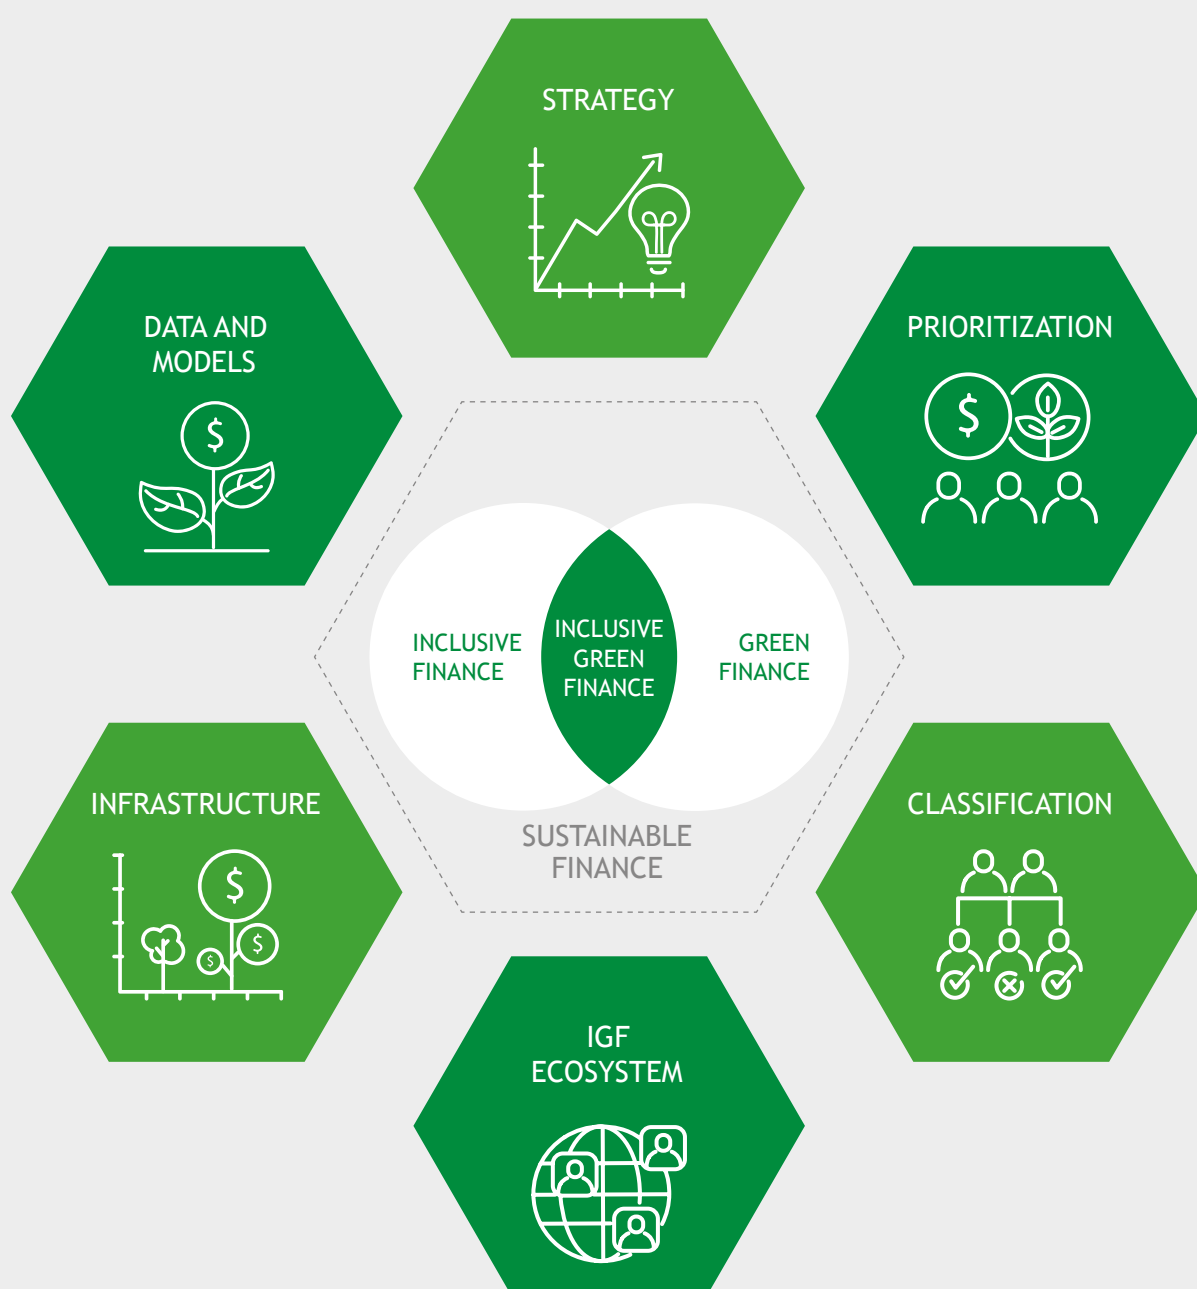 STRATEGY
DATA AND
MODELS
$
PRIORITIZATION
$
INCLUSIVE
FINANCE
INCLUSIVE
GREEN
FINANCE
GREEN
FINANCE
SUSTAINABLE
FINANCE
INFRASTRUCTURE
$
$
$
CLASSIFICATION
IGF
ECOSYSTEM